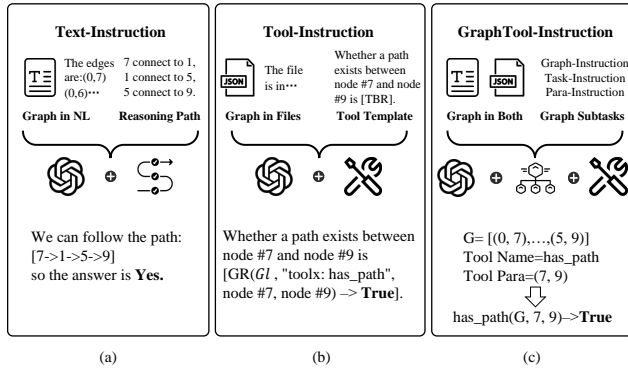 Text-Instruction
The edges
are:(0,7)
(0,6)···
7 connect to 1,
1 connect to 5,
5 connect to 9.
Graph in NL
Reasoning Path
We can follow the path:
[7->1->5->9]
so the answer is Yes.
(a)
Tool-Instruction
JSON
The file
is in···
Whether a path
exists between
node #7 and node
#9 is [TBR].
Graph in Files
Tool Template
Whether a path exists between
node #7 and node #9 is
[GR(Gl , "toolx: has_path",
node #7, node #9) –> True].
(b)
GraphTool-Instruction
T
JSON
Graph-Instruction
Task-Instruction
Para-Instruction
Graph in Both
Graph Subtasks
G= [(0, 7),…,(5, 9)]
Tool Name=has_path
Tool Para=(7, 9)
has_path(G, 7, 9)–>True
(c)